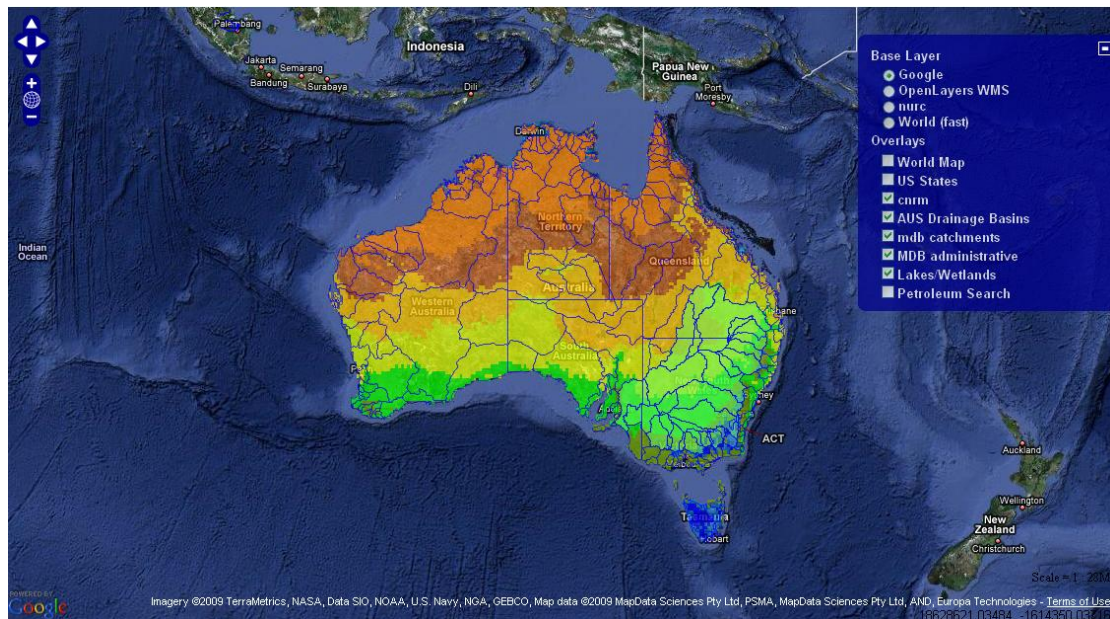 Palembang
Indonesia
Jakarta
Semarang
Bandung
Surabaya
Dili
Papua New
Guinea
Port
Moresby
Base Layer
Google
OpenLayers WMS
nurc
World (fast)
Overlays
World Map
US States
cnrm
AUS Drainage Basins
mdb catchments
MDB administrative
Lakes/Wetlands
Petroleum Search
Darwin
Indian
Ocean
Northern
Territory
Queensland
Australia
Western
Australia
South
Australia
ACT
Tasmania
Hobart
Auckland
Wellington
New
Zealand
Christchurch
POWERED BY
Google
Imagery ©2009 TerraMetrics, NASA, Data SIO, NOAA, U.S. Navy, NGA, GEBCO, Map data ©2009 MapData Sciences Pty Ltd, PSMA, MapData Sciences Pty Ltd, AND, Europa Technologies - Terms of Use